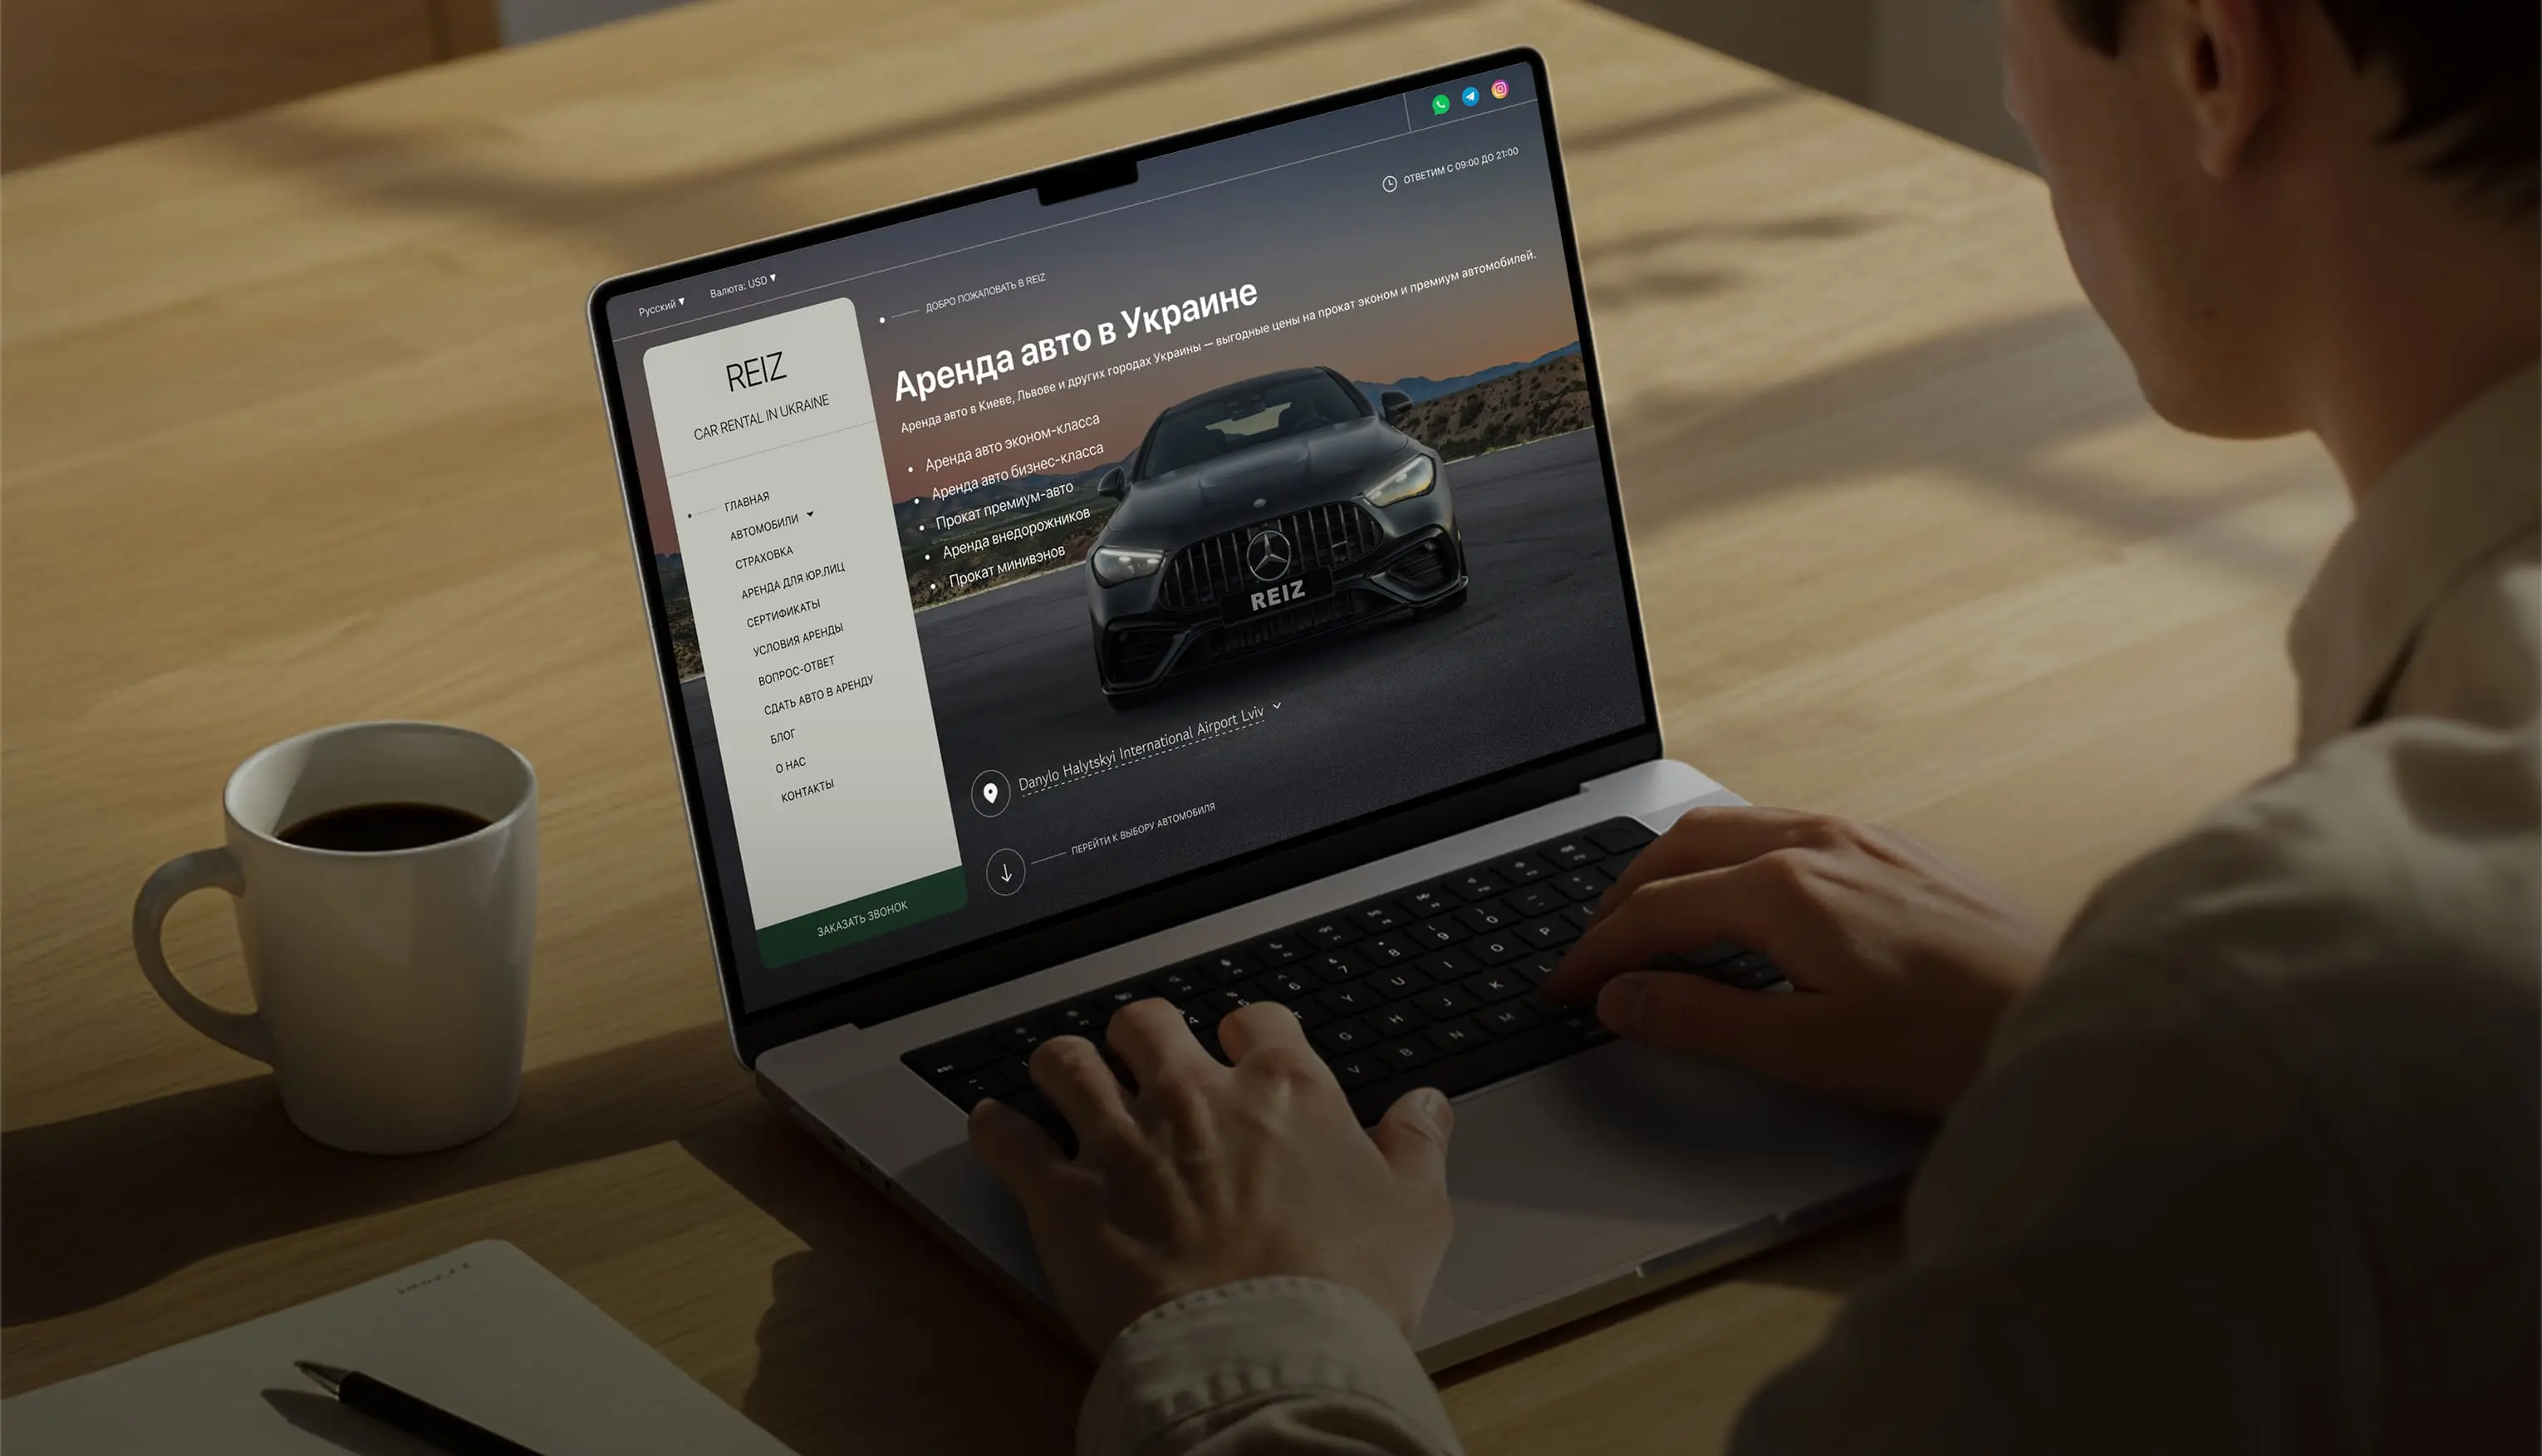 Русский ▼ Валюта: USD ▼
REIZ
CAR RENTAL IN UKRAINE
ГЛАВНАЯ
АВТОМОБИЛИ
СТРАХОВКА
АРЕНДА ДЛЯ ЮР.ЛИЦ
СЕРТИФИКАТЫ
УСЛОВИЯ АРЕНДЫ
ВОПРОС-ОТВЕТ
СДАТЬ АВТО В АРЕНДУ
БЛОГ
О НАС
КОНТАКТЫ
ЗАКАЗАТЬ ЗВОНОК
ОТВЕТИМ С 09:00 ДО 21:00
ДОБРО ПОЖАЛОВАТЬ В REIZ
Аренда авто в Украине
Аренда авто в Киеве, Львове и других городах Украины — выгодные цены на прокат эконом и премиум автомобилей.
• Аренда авто эконом-класса
• Аренда авто бизнес-класса
• Прокат премиум-авто
• Аренда внедорожников
• Прокат минивэнов
REIZ
Danylo Halytskyi International Airport Lviv
ПЕРЕЙТИ К ВЫБОРУ АВТОМОБИЛЯ